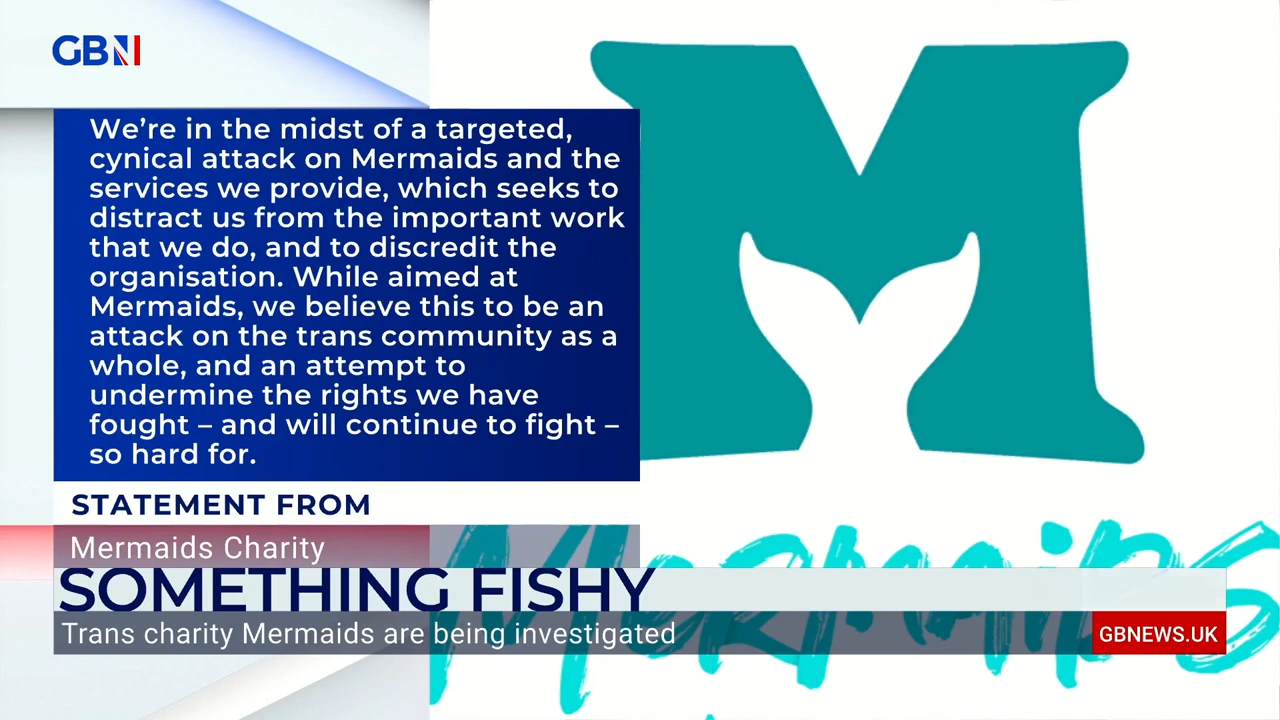 GBN
We’re in the midst of a targeted,
cynical attack on Mermaids and the
services we provide, which seeks to
distract us from the important work
that we do, and to discredit the
organisation. While aimed at
Mermaids, we believe this to be an
attack on the trans community as a
whole, and an attempt to
undermine the rights we have
fought – and will continue to fight –
so hard for.
STATEMENT FROM
Mermaids Charity
MERMAIDS
SOMETHING FISHY
Trans charity Mermaids are being investigated
GBNEWS.UK